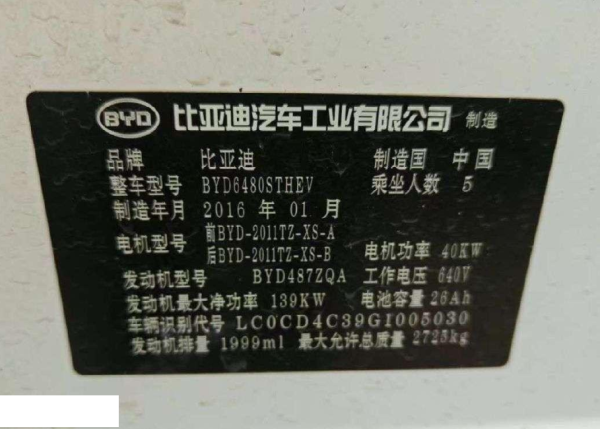 BYD 比亚迪汽车工业有限公司 制造
品牌 比亚迪 制造国 中国
整车型号 BYD6480STHEV 乘坐人数 5
制造年月 2016 年 01 月
电机型号 前BYD-2011TZ-XS-A
后BYD-2011TZ-XS-B 电机功率 40KW
发动机型号 BYD487ZQA 工作电压 640V
发动机最大净功率 139KW 电池容量 26Ah
车辆识别代号 LC0CD4C39G1005030
发动机排量 1999ml 最大允许总质量 2725kg